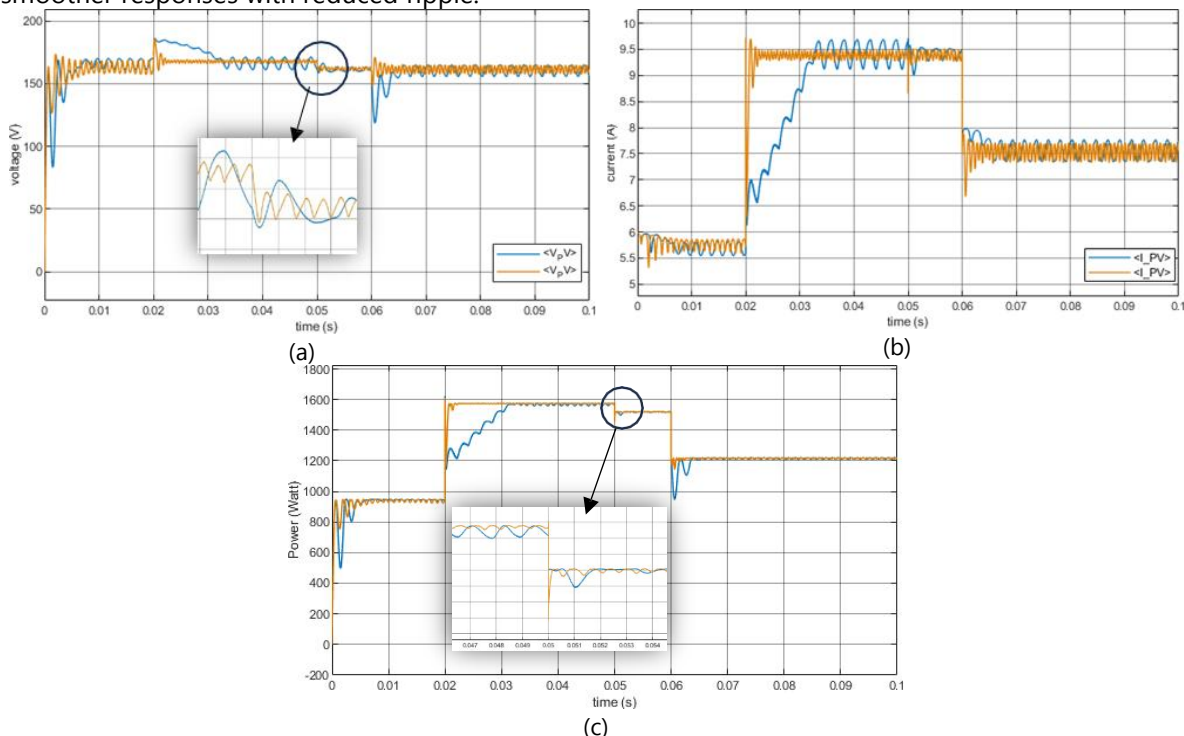 smoother responses with reduced ripple.
200
150
100
50
0
voltage (V)
0 0.01 0.02 0.03 0.04 0.05 0.06 0.07 0.08 0.09 0.1
time (s)
<V_PV>
<V_PV>
(a)
10
9.5
9
8.5
8
7.5
7
6.5
6
5.5
5
current (A)
0 0.01 0.02 0.03 0.04 0.05 0.06 0.07 0.08 0.09 0.1
time (s)
<I_PV>
<I_PV>
(b)
1800
1600
1400
1200
1000
800
600
400
200
0
-200
Power (Watt)
0.047 0.048 0.049 0.05 0.051 0.052 0.053 0.054
0 0.01 0.02 0.03 0.04 0.05 0.06 0.07 0.08 0.09 0.1
time (s)
(c)